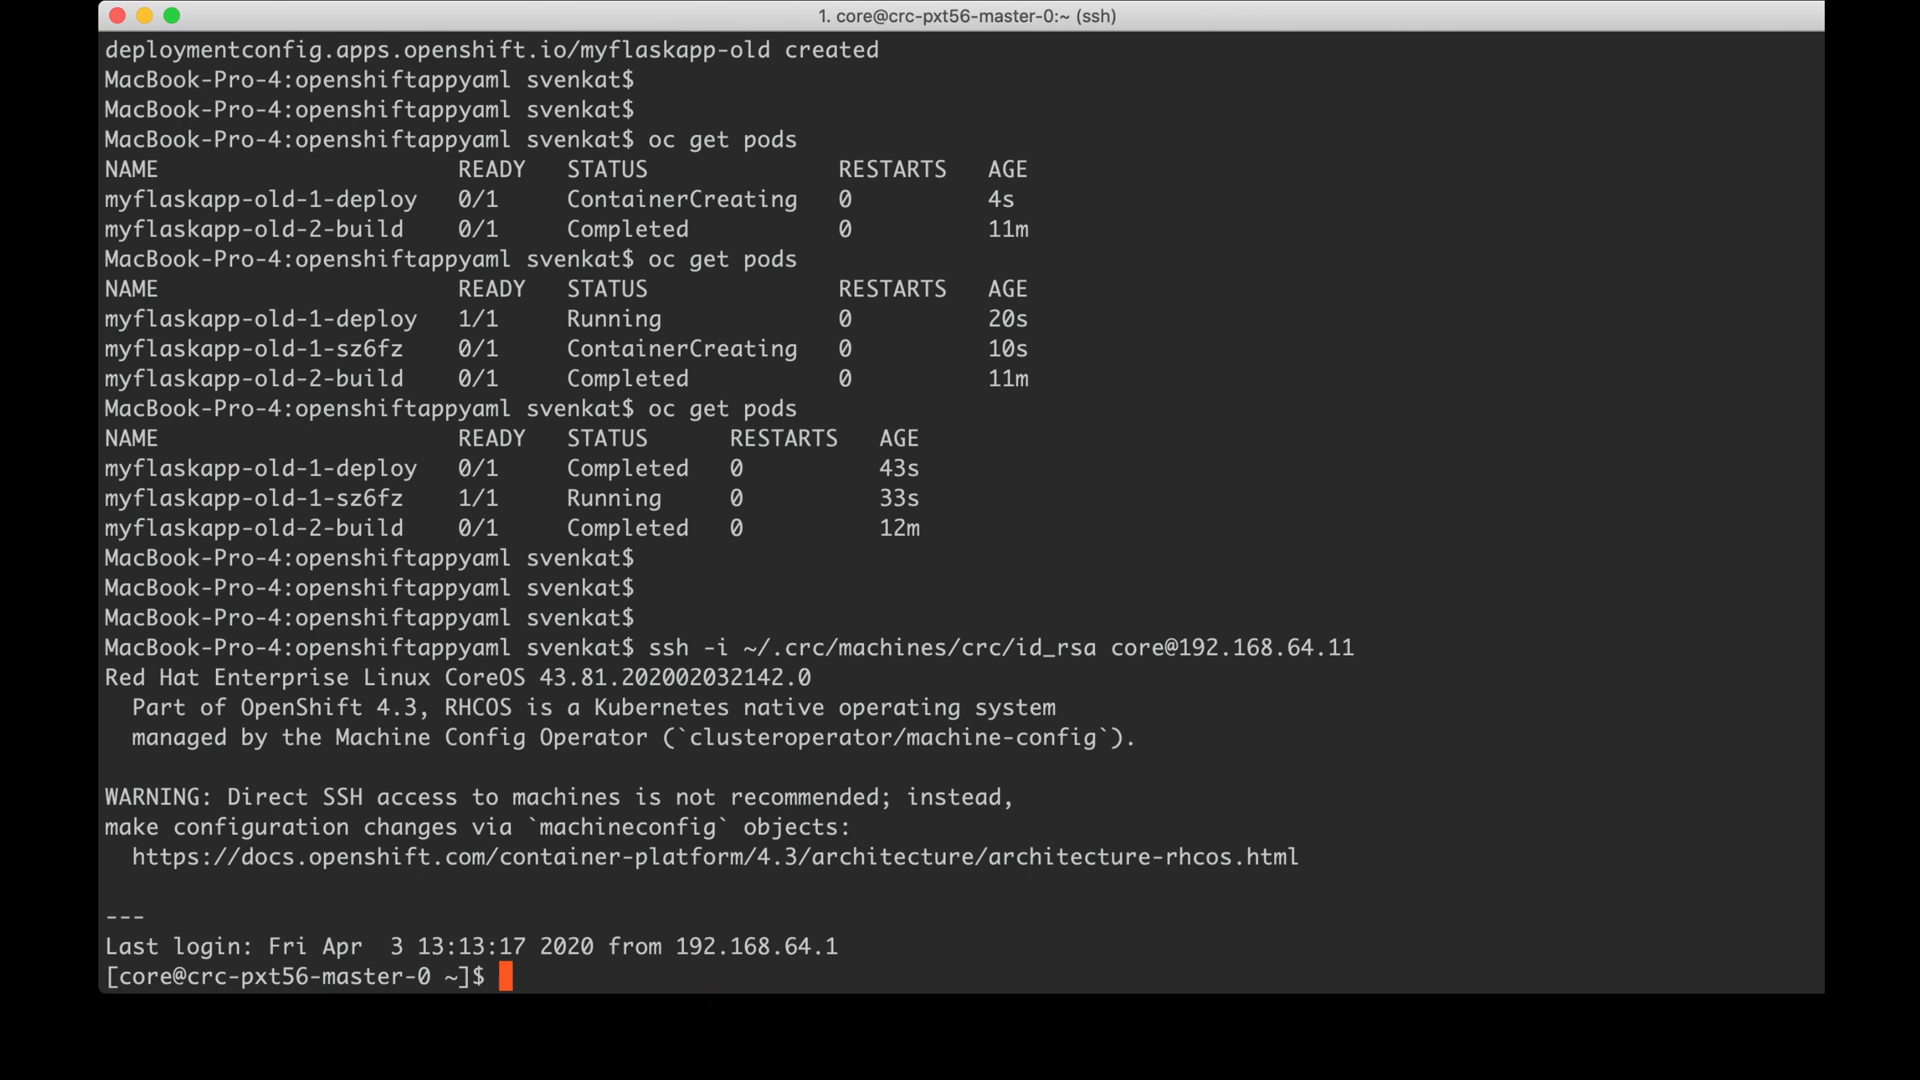 1. core@crc-pxt56-master-0:~ (ssh)
deploymentconfig.apps.openshift.io/myflaskapp-old created
MacBook-Pro-4:openshiftappyaml svenkat$
MacBook-Pro-4:openshiftappyaml svenkat$
MacBook-Pro-4:openshiftappyaml svenkat$ oc get pods
NAME                      READY   STATUS              RESTARTS   AGE
myflaskapp-old-1-deploy   0/1     ContainerCreating   0          4s
myflaskapp-old-2-build    0/1     Completed           0          11m
MacBook-Pro-4:openshiftappyaml svenkat$ oc get pods
NAME                      READY   STATUS              RESTARTS   AGE
myflaskapp-old-1-deploy   1/1     Running             0          20s
myflaskapp-old-1-sz6fz    0/1     ContainerCreating   0          10s
myflaskapp-old-2-build    0/1     Completed           0          11m
MacBook-Pro-4:openshiftappyaml svenkat$ oc get pods
NAME                      READY   STATUS      RESTARTS   AGE
myflaskapp-old-1-deploy   0/1     Completed   0          43s
myflaskapp-old-1-sz6fz    1/1     Running     0          33s
myflaskapp-old-2-build    0/1     Completed   0          12m
MacBook-Pro-4:openshiftappyaml svenkat$
MacBook-Pro-4:openshiftappyaml svenkat$
MacBook-Pro-4:openshiftappyaml svenkat$
MacBook-Pro-4:openshiftappyaml svenkat$ ssh -i ~/.crc/machines/crc/id_rsa core@192.168.64.11
Red Hat Enterprise Linux CoreOS 43.81.202002032142.0
  Part of OpenShift 4.3, RHCOS is a Kubernetes native operating system
  managed by the Machine Config Operator (`clusteroperator/machine-config`).
WARNING: Direct SSH access to machines is not recommended; instead,
make configuration changes via `machineconfig` objects:
  https://docs.openshift.com/container-platform/4.3/architecture/architecture-rhcos.html
---
Last login: Fri Apr  3 13:13:17 2020 from 192.168.64.1
[core@crc-pxt56-master-0 ~]$